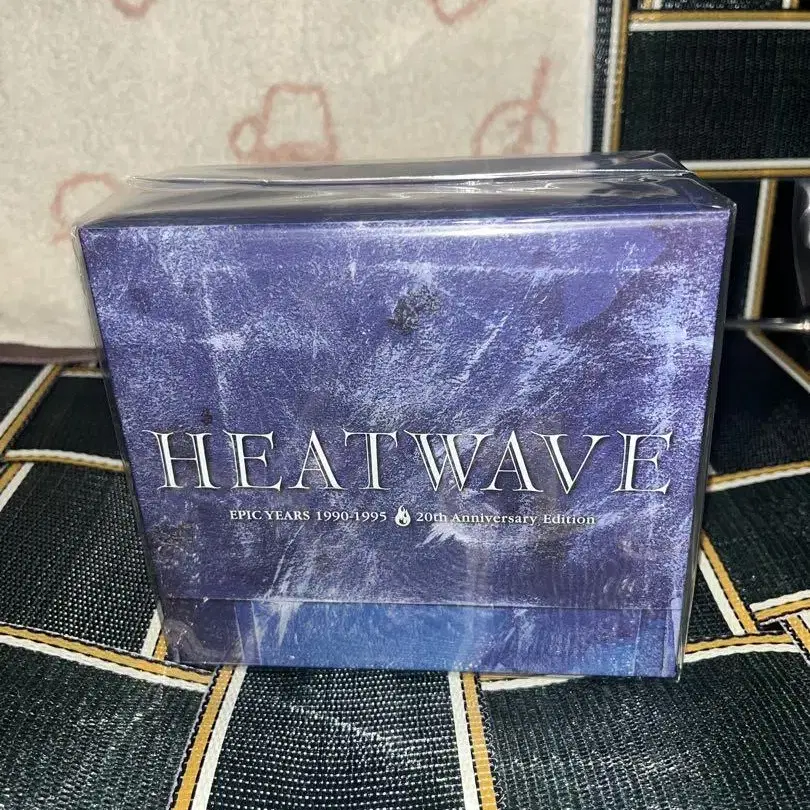 HEATWAVE
EPIC YEARS 1990-1995 20th Anniversary Edition